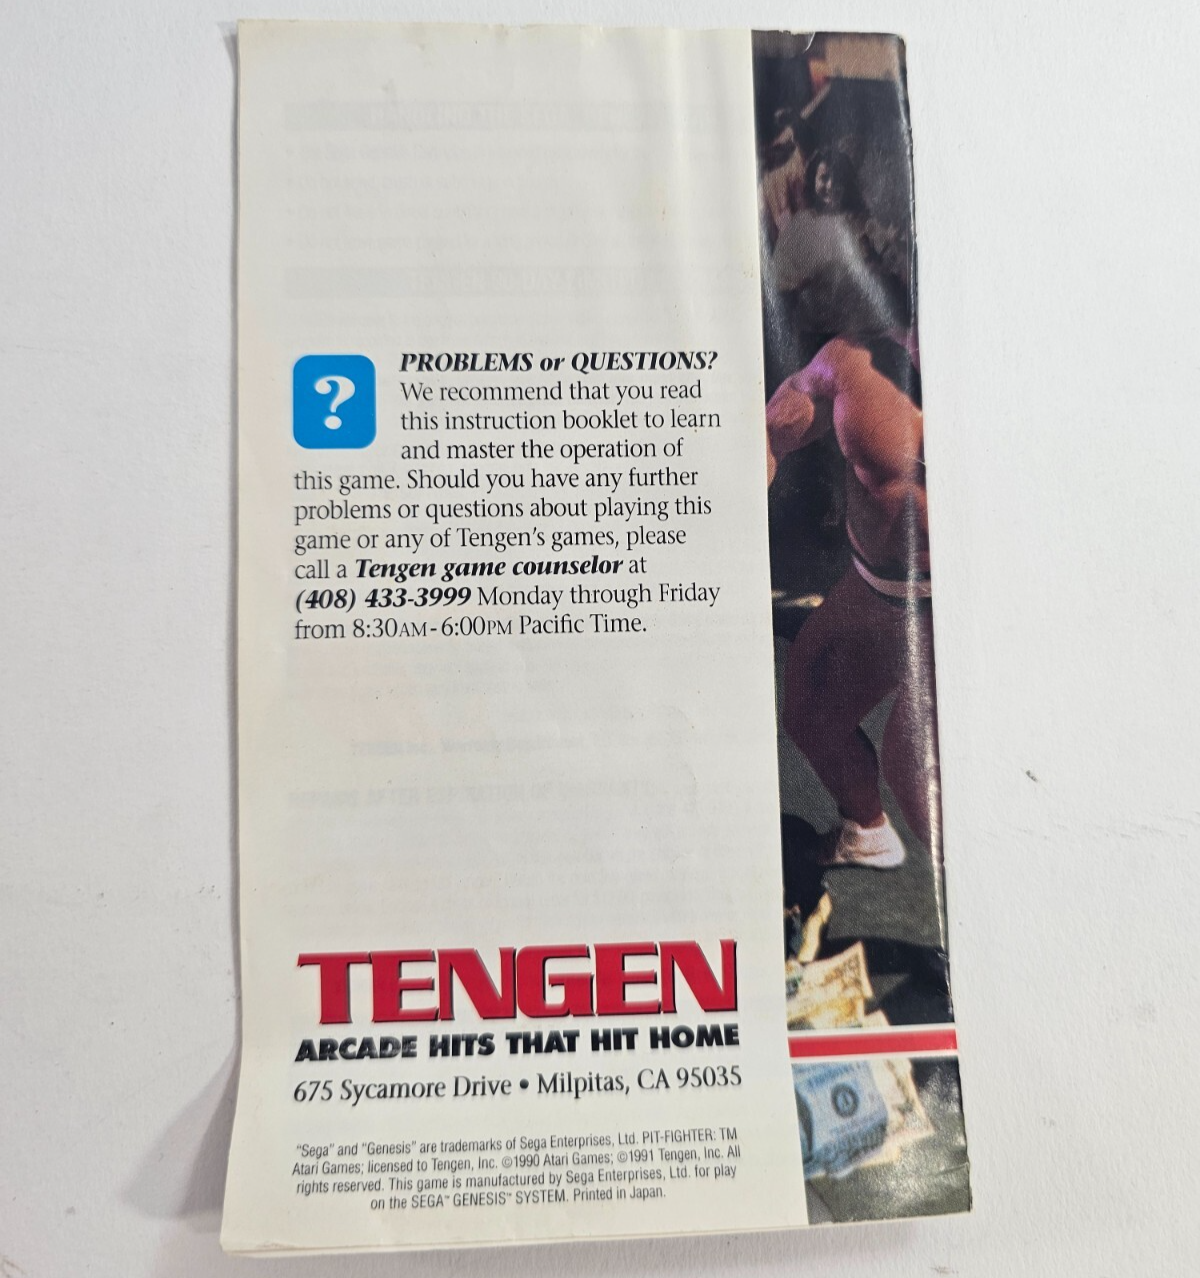 ?
PROBLEMS or QUESTIONS?
We recommend that you read
this instruction booklet to learn
and master the operation of
this game. Should you have any further
problems or questions about playing this
game or any of Tengen's games, please
call a Tengen game counselor at
(408) 433-3999 Monday through Friday
from 8:30AM - 6:00PM Pacific Time.
TENGEN
ARCADE HITS THAT HIT HOME
675 Sycamore Drive • Milpitas, CA 95035
"Sega" and "Genesis" are trademarks of Sega Enterprises, Ltd. PIT-FIGHTER: TM
Atari Games; licensed to Tengen, Inc. ©1990 Atari Games; ©1991 Tengen, Inc. All
rights reserved. This game is manufactured by Sega Enterprises, Ltd. for play
on the SEGA™ GENESIS™ SYSTEM. Printed in Japan.